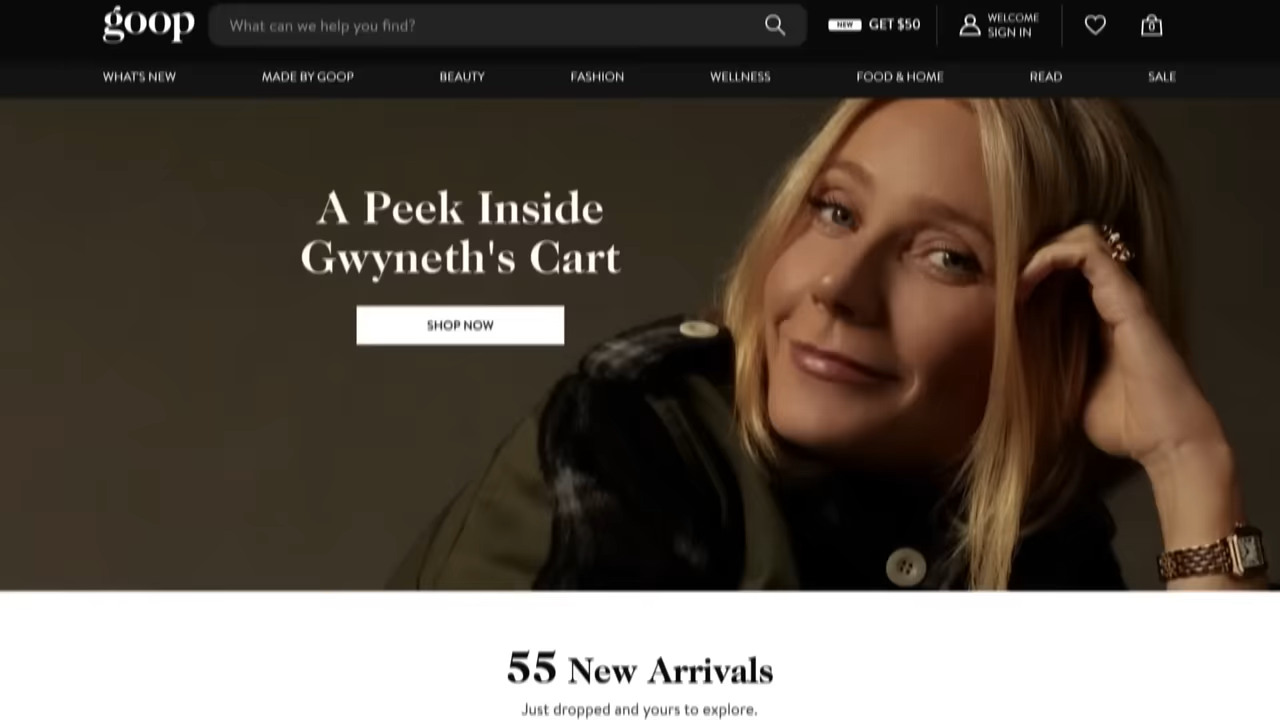 goop
What can we help you find?
NEW GET $50
WELCOME
SIGN IN
0
WHAT'S NEW MADE BY GOOP BEAUTY FASHION WELLNESS FOOD & HOME READ SALE
A Peek Inside
Gwyneth's Cart
SHOP NOW
55 New Arrivals
Just dropped and yours to explore.